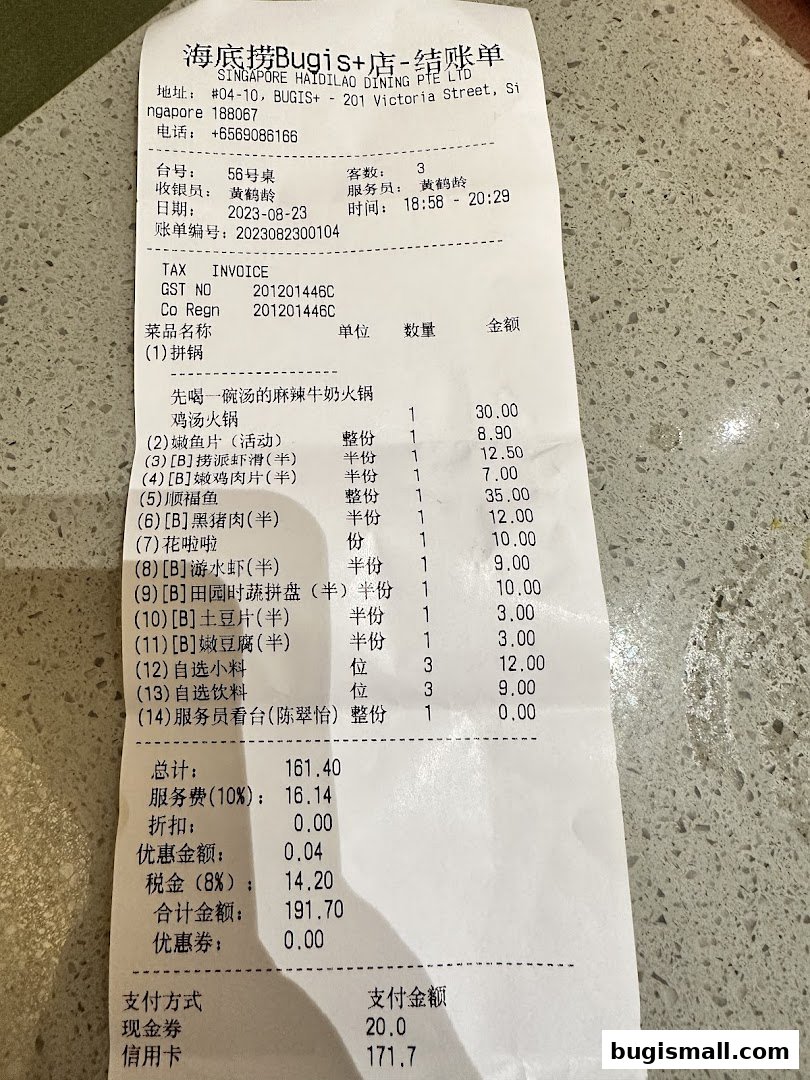 海底捞Bugis+店-结账单
SINGAPORE HAIDILAO DINING PTE LTD
地址: #04-10, BUGIS+ - 201 Victoria Street, Si
ngapore 188067
电话: +6569086166
台号: 56号桌 客数: 3
收银员: 黄鹤龄 服务员: 黄鹤龄
日期: 2023-08-23 时间: 18:58 - 20:29
账单编号: 2023082300104
TAX INVOICE
GST NO 201201446C
Co Regn 201201446C
菜品名称 单位 数量 金额
(1)拼锅
先喝一碗汤的麻辣牛奶火锅
鸡汤火锅 1 30.00
(2)嫩鱼片（活动） 整份 1 8.90
(3)[B]捞派虾滑(半) 半份 1 12.50
(4)[B]嫩鸡肉片(半) 半份 1 7.00
(5)顺福鱼 整份 1 35.00
(6)[B]黑猪肉(半) 半份 1 12.00
(7)花啦啦 份 1 10.00
(8)[B]游水虾(半) 半份 1 9.00
(9)[B]田园时蔬拼盘（半）半份 1 10.00
(10)[B]土豆片(半) 半份 1 3.00
(11)[B]嫩豆腐(半) 半份 1 3.00
(12)自选小料 位 3 12.00
(13)自选饮料 位 3 9.00
(14)服务员看台(陈翠怡) 整份 1 0.00
总计: 161.40
服务费(10%): 16.14
折扣: 0.00
优惠金额: 0.04
税金（8%）: 14.20
合计金额: 191.70
优惠券: 0.00
支付方式 支付金额
现金券 20.0
信用卡 171.7
bugismall.com